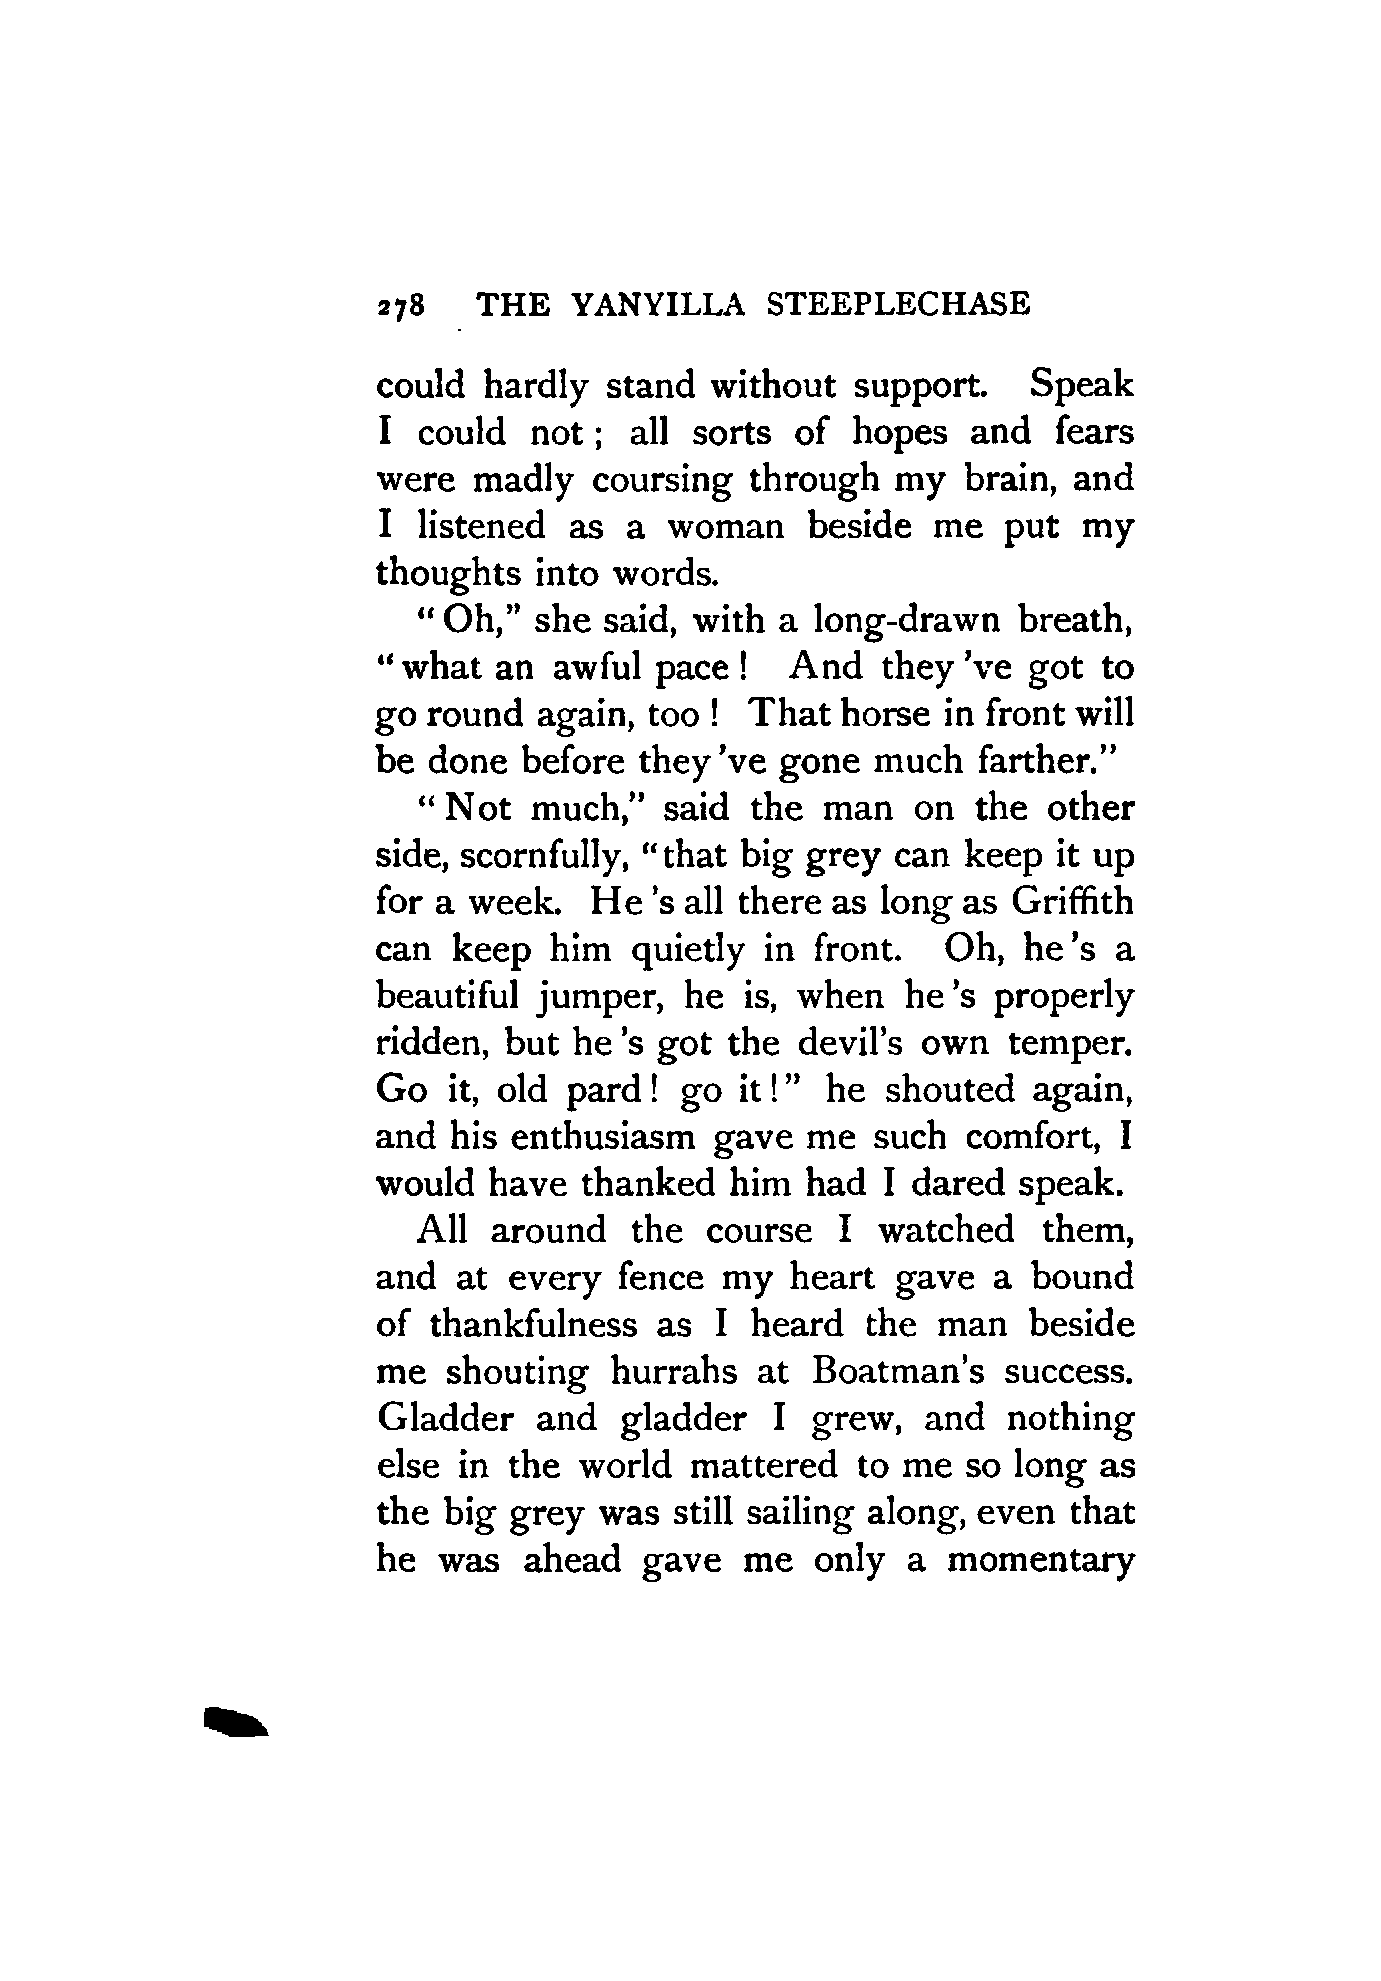 278 THE YANYILLA STEEPLECHASE
could hardly stand without support. Speak
I could not ; all sorts of hopes and fears
were madly coursing through my brain, and
I listened as a woman beside me put my
thoughts into words.
“ Oh,” she said, with a long-drawn breath,
“ what an awful pace ! And they 've got to
go round again, too ! That horse in front will
be done before they 've gone much farther.”
“ Not much,” said the man on the other
side, scornfully, “that big grey can keep it up
for a week. He 's all there as long as Griffith
can keep him quietly in front. Oh, he 's a
beautiful jumper, he is, when he 's properly
ridden, but he 's got the devil's own temper.
Go it, old pard ! go it ! ” he shouted again,
and his enthusiasm gave me such comfort, I
would have thanked him had I dared speak.
All around the course I watched them,
and at every fence my heart gave a bound
of thankfulness as I heard the man beside
me shouting hurrahs at Boatman's success.
Gladder and gladder I grew, and nothing
else in the world mattered to me so long as
the big grey was still sailing along, even that
he was ahead gave me only a momentary